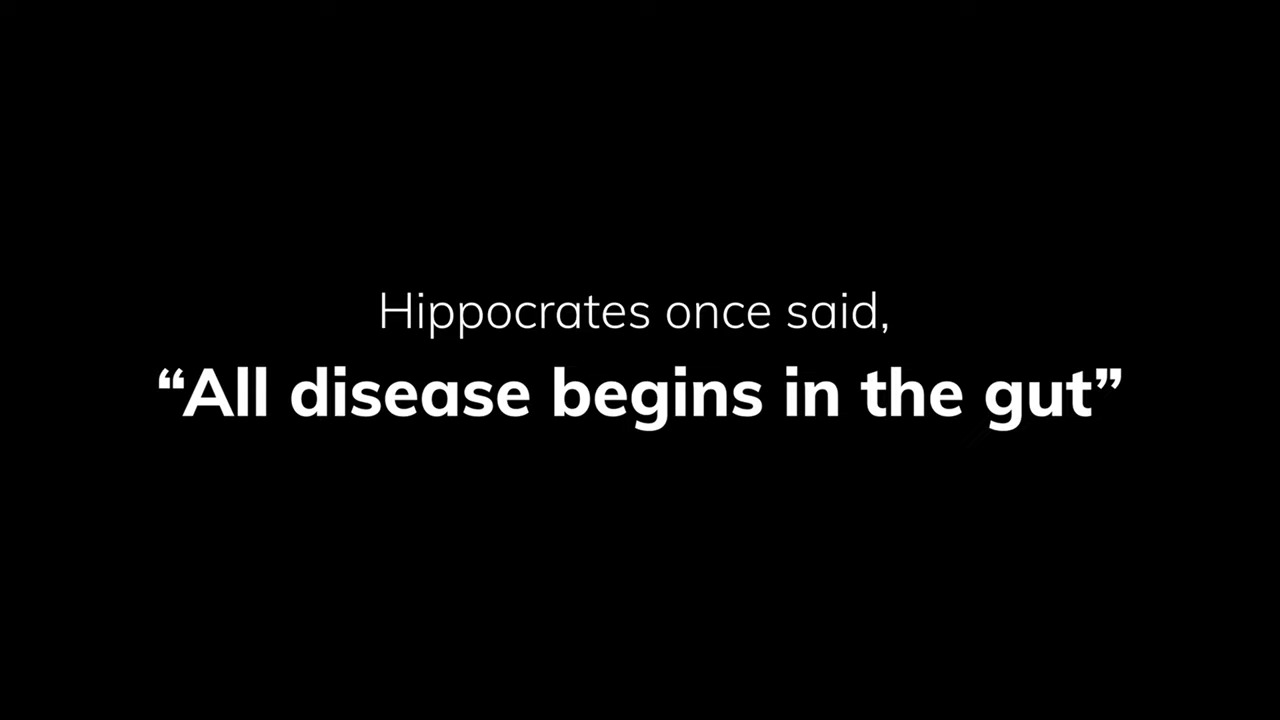 Hippocrates once said,
“All disease begins in the gut”